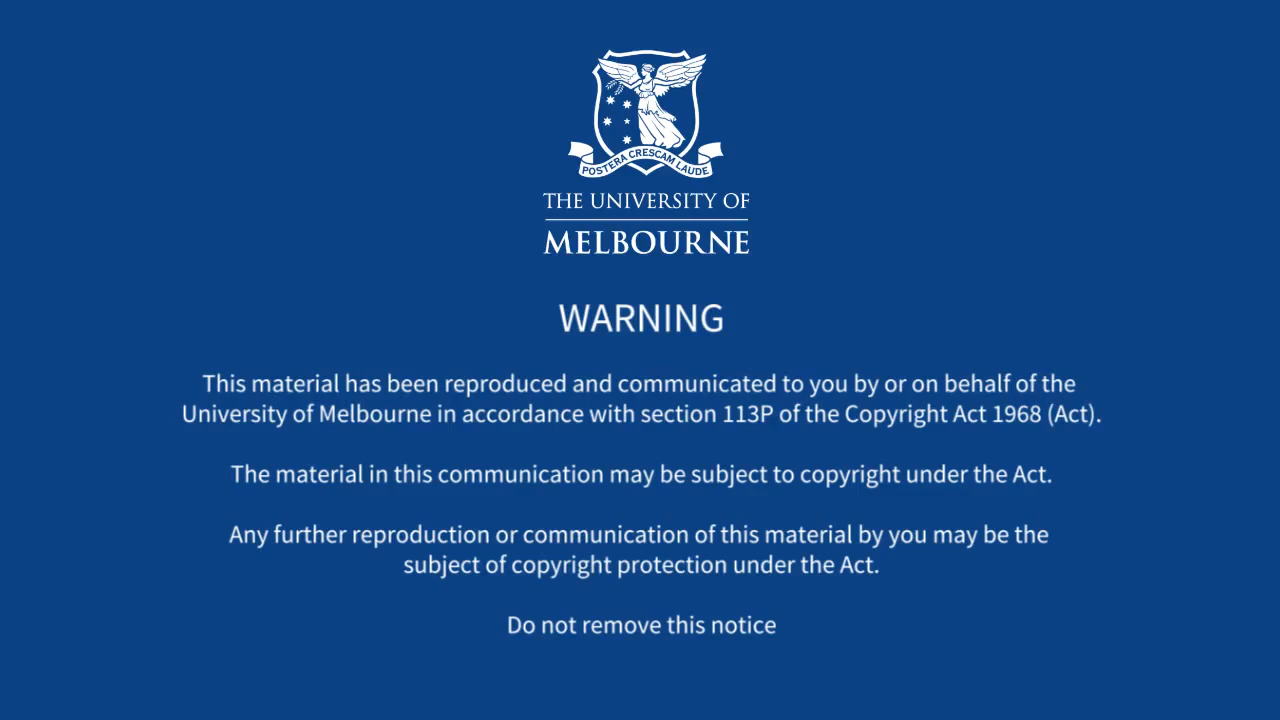 POSTERA CRESCAM LAUDE
THE UNIVERSITY OF
MELBOURNE
WARNING
This material has been reproduced and communicated to you by or on behalf of the
University of Melbourne in accordance with section 113P of the Copyright Act 1968 (Act).
The material in this communication may be subject to copyright under the Act.
Any further reproduction or communication of this material by you may be the
subject of copyright protection under the Act.
Do not remove this notice